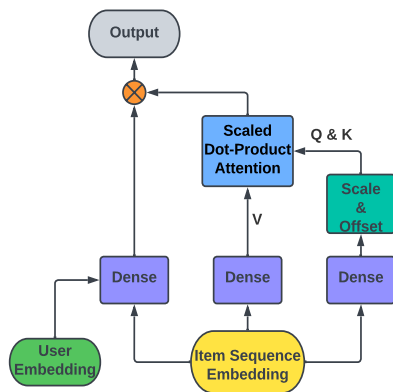 Output
Scaled
Dot-Product
Attention
Q & K
Scale
&
Offset
V
Dense
Dense
Dense
User
Embedding
Item Sequence
Embedding